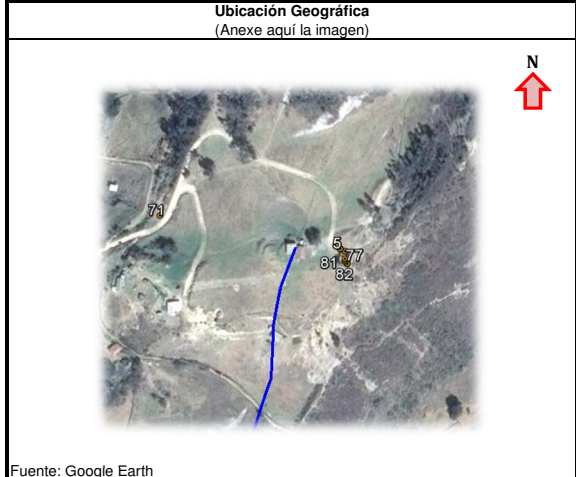 Ubicación Geográfica
(Anexe aquí la imagen)
N
71
5
77
81
82
Fuente: Google Earth